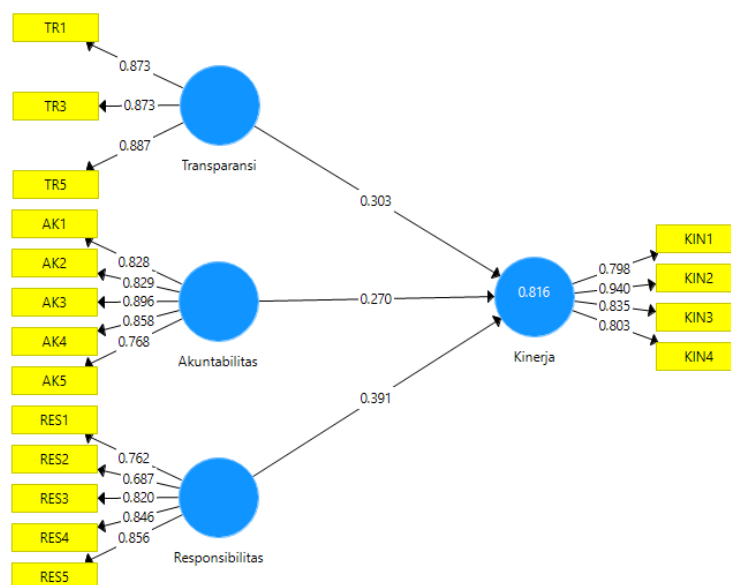 TR1
0.873
TR3
0.873
0.887
TR5
Transparansi
0.303
AK1
0.828
AK2
0.829
AK3
0.896
AK4
0.858
0.768
AK5
Akuntabilitas
0.270
RES1
0.762
RES2
0.687
RES3
0.820
RES4
0.846
0.856
RES5
Responsibilitas
0.391
0.816
Kinerja
0.798
KIN1
0.940
KIN2
0.835
KIN3
0.803
KIN4